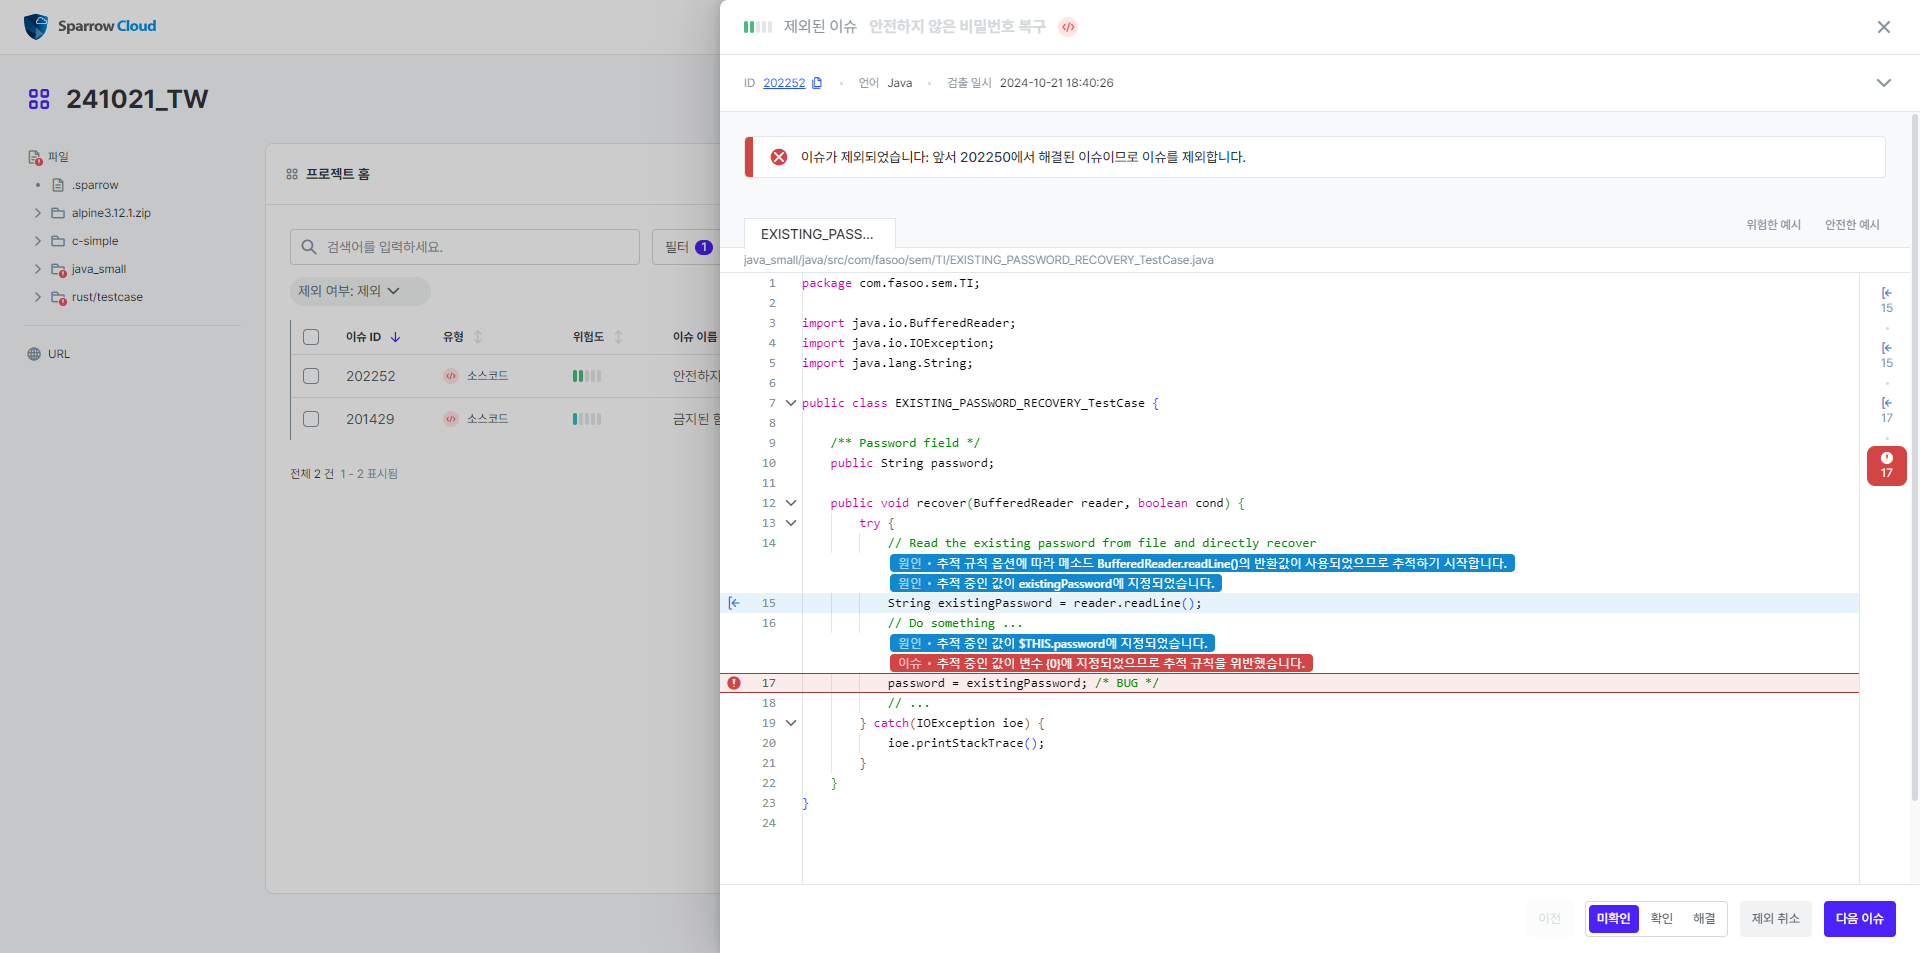 Sparrow Cloud
241021_TW
파일
.sparrow
alpine3.12.1.zip
c-simple
java_small
rust/testcase
URL
프로젝트 홈
검색어를 입력하세요.
필터 1
제외 여부: 제외
이슈 ID 유형 위험도 이슈 이름
202252 소스코드 안전하지
201429 소스코드 금지된 함
전체 2 건 1 - 2 표시됨
제외된 이슈 안전하지 않은 비밀번호 복구
ID 202252 언어 Java 검출 일시 2024-10-21 18:40:26
이슈가 제외되었습니다: 앞서 202250에서 해결된 이슈이므로 이슈를 제외합니다.
EXISTING_PASS...
위험한 예시 안전한 예시
java_small/java/src/com/fasoo/sem/TI/EXISTING_PASSWORD_RECOVERY_TestCase.java
1 package com.fasoo.sem.TI;
2
3 import java.io.BufferedReader;
4 import java.io.IOException;
5 import java.lang.String;
6
7 public class EXISTING_PASSWORD_RECOVERY_TestCase {
8
9 /** Password field */
10 public String password;
11
12 public void recover(BufferedReader reader, boolean cond) {
13 try {
14 // Read the existing password from file and directly recover
원인 • 추적 규칙 옵션에 따라 메소드 BufferedReader.readLine()의 반환값이 사용되었으므로 추적하기 시작합니다.
원인 • 추적 중인 값이 existingPassword에 지정되었습니다.
15 String existingPassword = reader.readLine();
16 // Do something ...
원인 • 추적 중인 값이 $THIS.password에 지정되었습니다.
이슈 • 추적 중인 값이 변수 {0}에 지정되었으므로 추적 규칙을 위반했습니다.
17 password = existingPassword; /* BUG */
18 // ...
19 } catch(IOException ioe) {
20 ioe.printStackTrace();
21 }
22 }
23 }
24
15
15
17
17
이전 미확인 확인 해결 제외 취소 다음 이슈